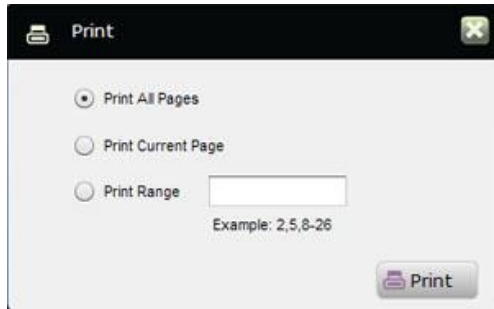 Print
Print All Pages
Print Current Page
Print Range
Example: 2,5,8-26
Print